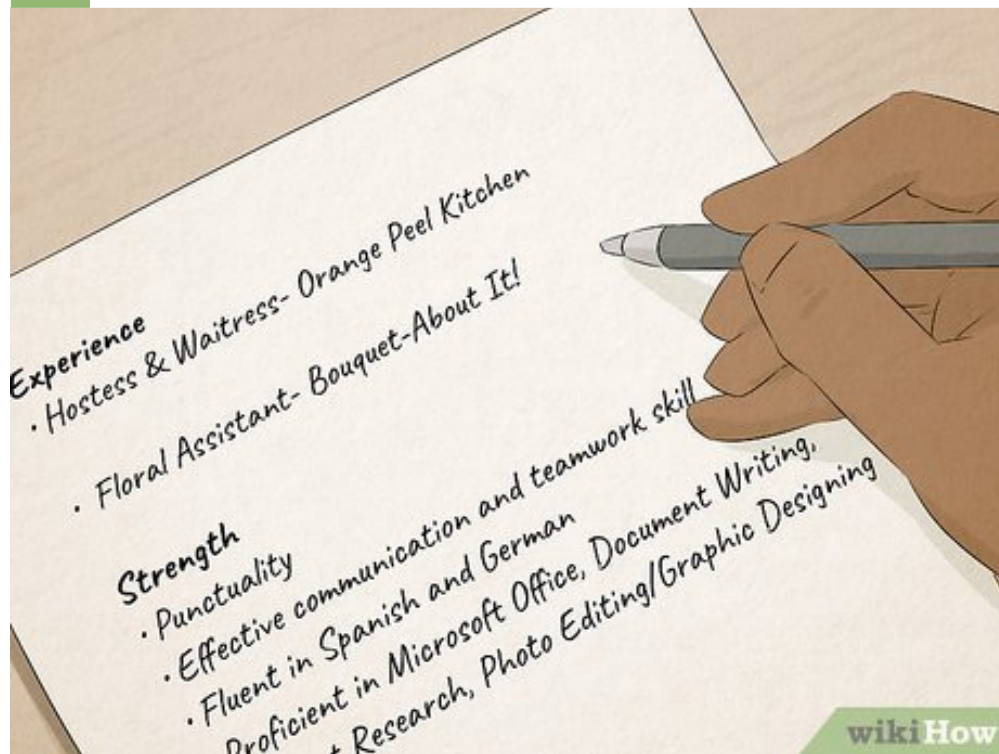 Experience
· Hostess & Waitress- Orange Peel Kitchen
· Floral Assistant- Bouquet-About It!
Strength
· Punctuality
· Effective communication and teamwork skill
· Fluent in Spanish and German
Proficient in Microsoft Office, Document Writing,
Research, Photo Editing/Graphic Designing
wikiHow